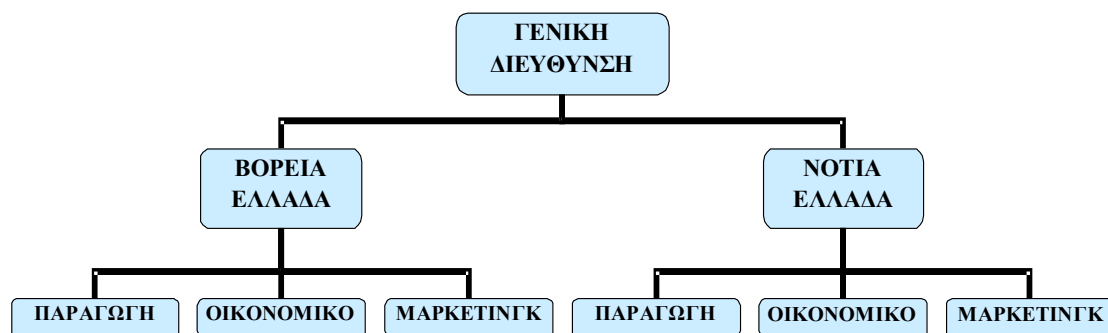 ΓΕΝΙΚΗ
ΔΙΕΥΘΥΝΣΗ
ΒΟΡΕΙΑ
ΕΛΛΑΔΑ
ΝΟΤΙΑ
ΕΛΛΑΔΑ
ΠΑΡΑΓΩΓΗ
ΟΙΚΟΝΟΜΙΚΟ
ΜΑΡΚΕΤΙΝΓΚ
ΠΑΡΑΓΩΓΗ
ΟΙΚΟΝΟΜΙΚΟ
ΜΑΡΚΕΤΙΝΓΚ